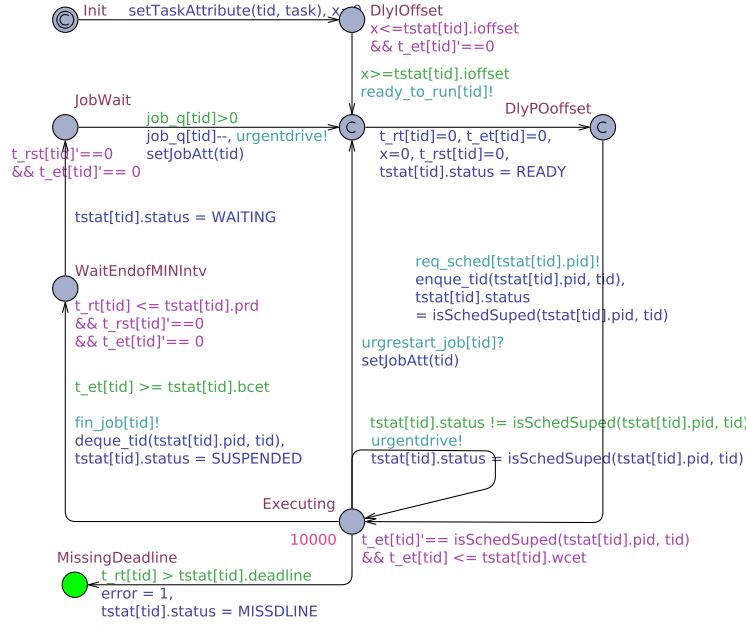 Init
setTaskAttribute(tid, task), x=0
DlyIOffset
x<=tstat[tid].ioffset
&& t_et[tid]'==0
x>=tstat[tid].ioffset
ready_to_run[tid]!
JobWait
DlyPOoffset
job_q[tid]>0
job_q[tid]--, urgentdrive!
setJobAtt(tid)
t_rst[tid]'==0
&& t_et[tid]'== 0
C
C
C
t_rt[tid]=0, t_et[tid]=0,
x=0, t_rst[tid]=0,
tstat[tid].status = READY
tstat[tid].status = WAITING
WaitEndofMINIntv
t_rt[tid] <= tstat[tid].prd
&& t_rst[tid]'==0
&& t_et[tid]'== 0
req_sched[tstat[tid].pid]!
enque_tid(tstat[tid].pid, tid),
tstat[tid].status
= isSchedSuped(tstat[tid].pid, tid)
urgrestart_job[tid]?
setJobAtt(tid)
t_et[tid] >= tstat[tid].bcet
fin_job[tid]!
deque_tid(tstat[tid].pid, tid),
tstat[tid].status = SUSPENDED
tstat[tid].status != isSchedSuped(tstat[tid].pid, tid)
urgentdrive!
tstat[tid].status = isSchedSuped(tstat[tid].pid, tid)
Executing
10000
t_et[tid]'== isSchedSuped(tstat[tid].pid, tid)
&& t_et[tid] <= tstat[tid].wcet
MissingDeadline
t_rt[tid] > tstat[tid].deadline
error = 1,
tstat[tid].status = MISSDLINE